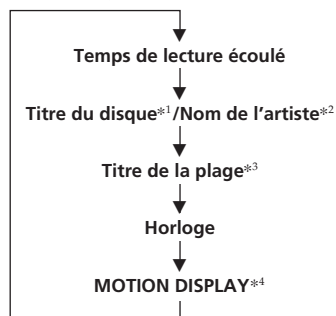 Temps de lecture écoulé
Titre du disque*1/Nom de l'artiste*2
Titre de la plage*3
Horloge
MOTION DISPLAY*4